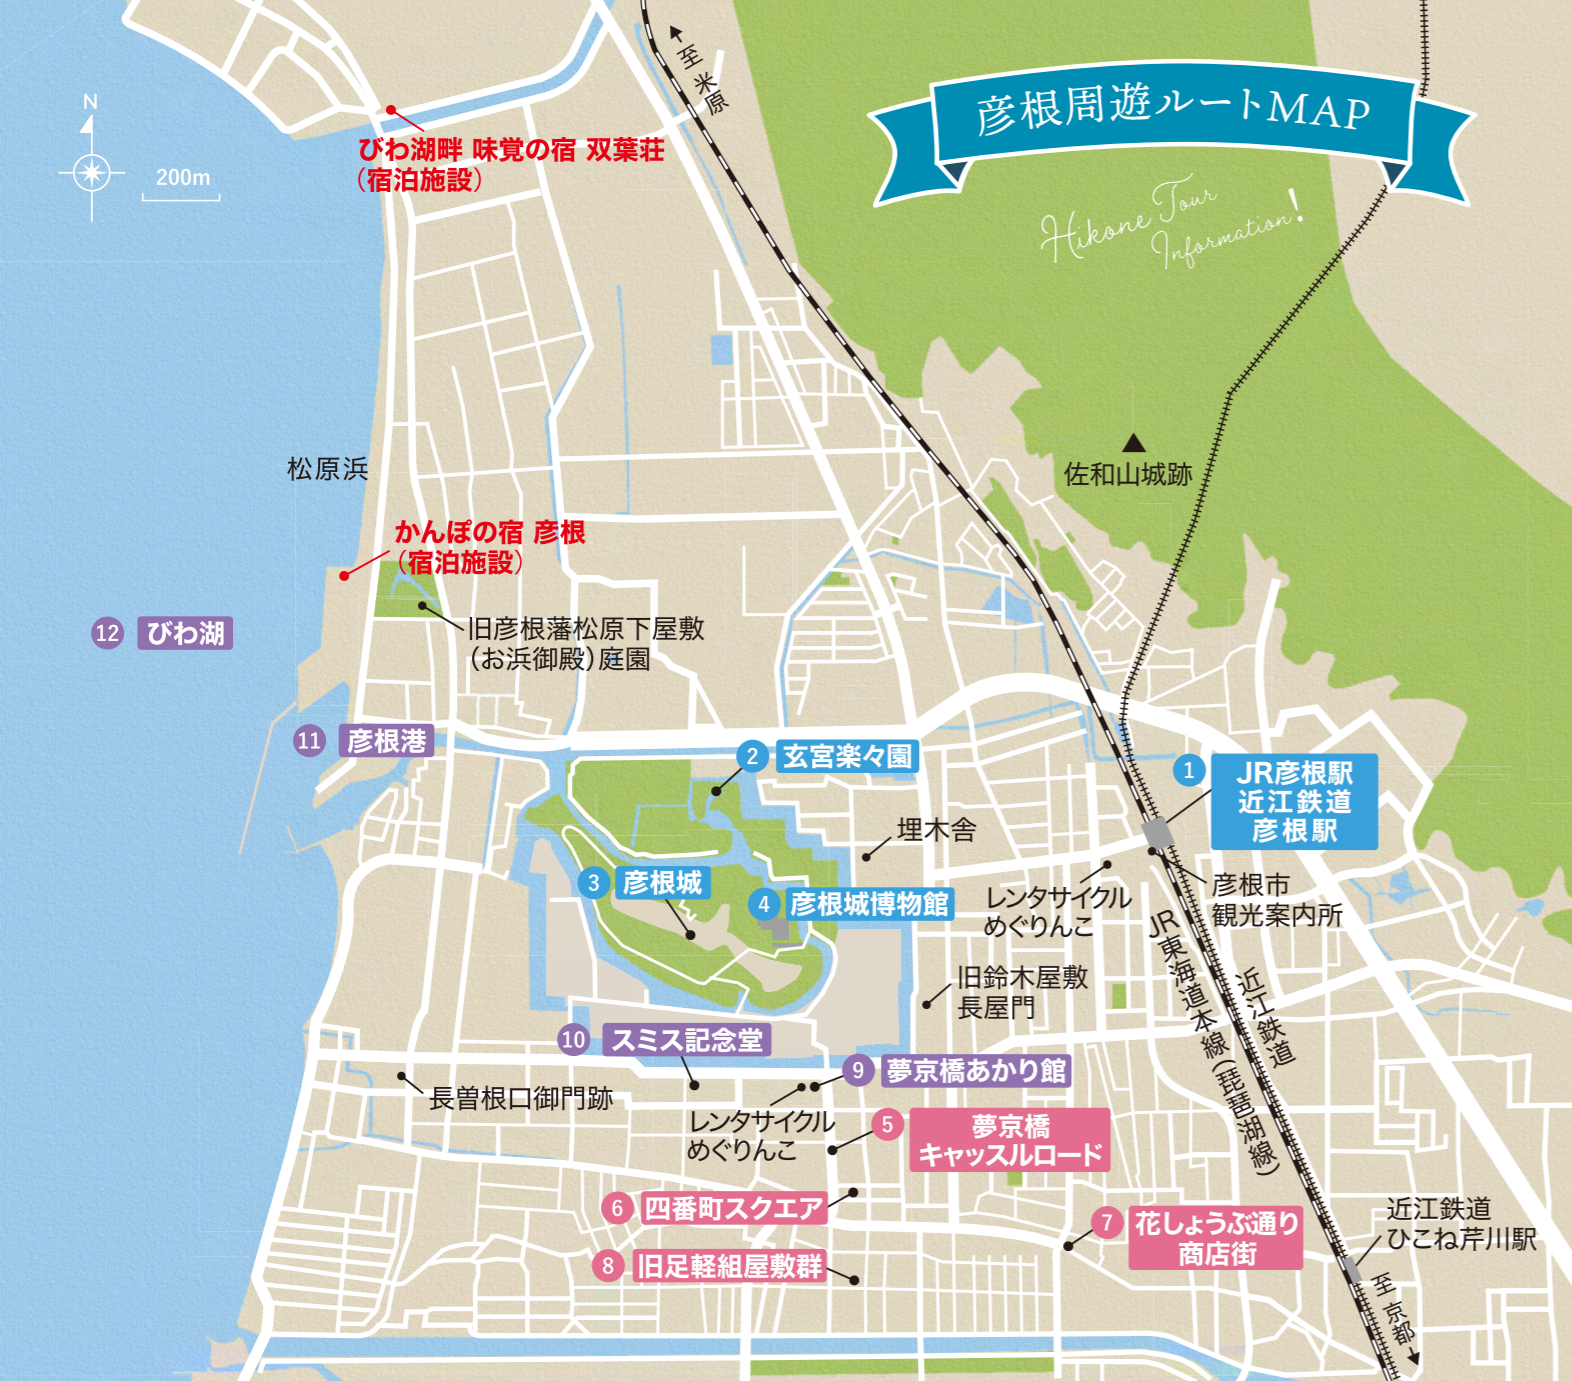 彦根周遊ルートMAP
Hikone Tour
Information!
N
200m
至 米原
びわ湖畔 味覚の宿 双葉荘
（宿泊施設）
松原浜
佐和山城跡
かんぽの宿 彦根
（宿泊施設）
12 びわ湖
旧彦根藩松原下屋敷
（お浜御殿）庭園
11 彦根港
2 玄宮楽々園
1 JR彦根駅
近江鉄道
彦根駅
埋木舎
3 彦根城
4 彦根城博物館
レンタサイクル
めぐりんこ
彦根市
観光案内所
JR東海道本線（琵琶湖線）
近江鉄道
旧鈴木屋敷
長屋門
10 スミス記念堂
9 夢京橋あかり館
長曽根口御門跡
レンタサイクル
めぐりんこ
5 夢京橋
キャッスルロード
6 四番町スクエア
7 花しょうぶ通り
商店街
近江鉄道
ひこね芹川駅
8 旧足軽組屋敷群
至 京都